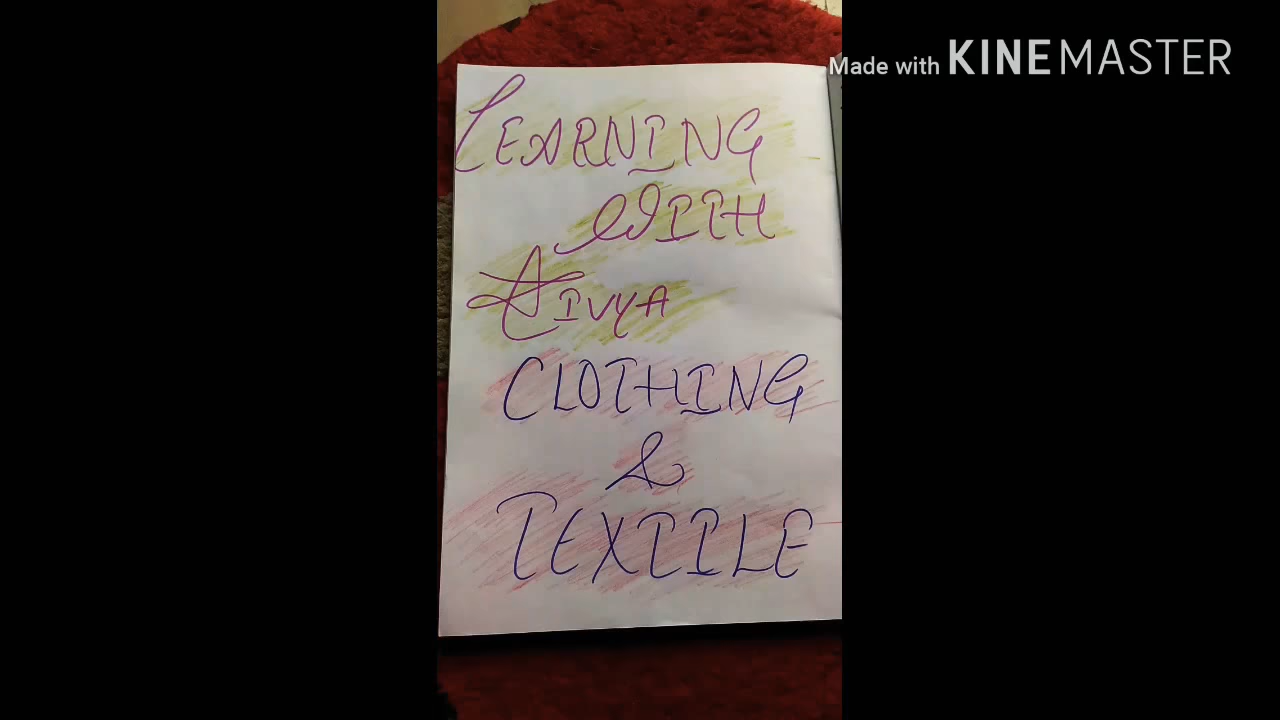 LEARNING
WITH
DIVYA
CLOTHING
&
TEXTILE
Made with KINEMASTER